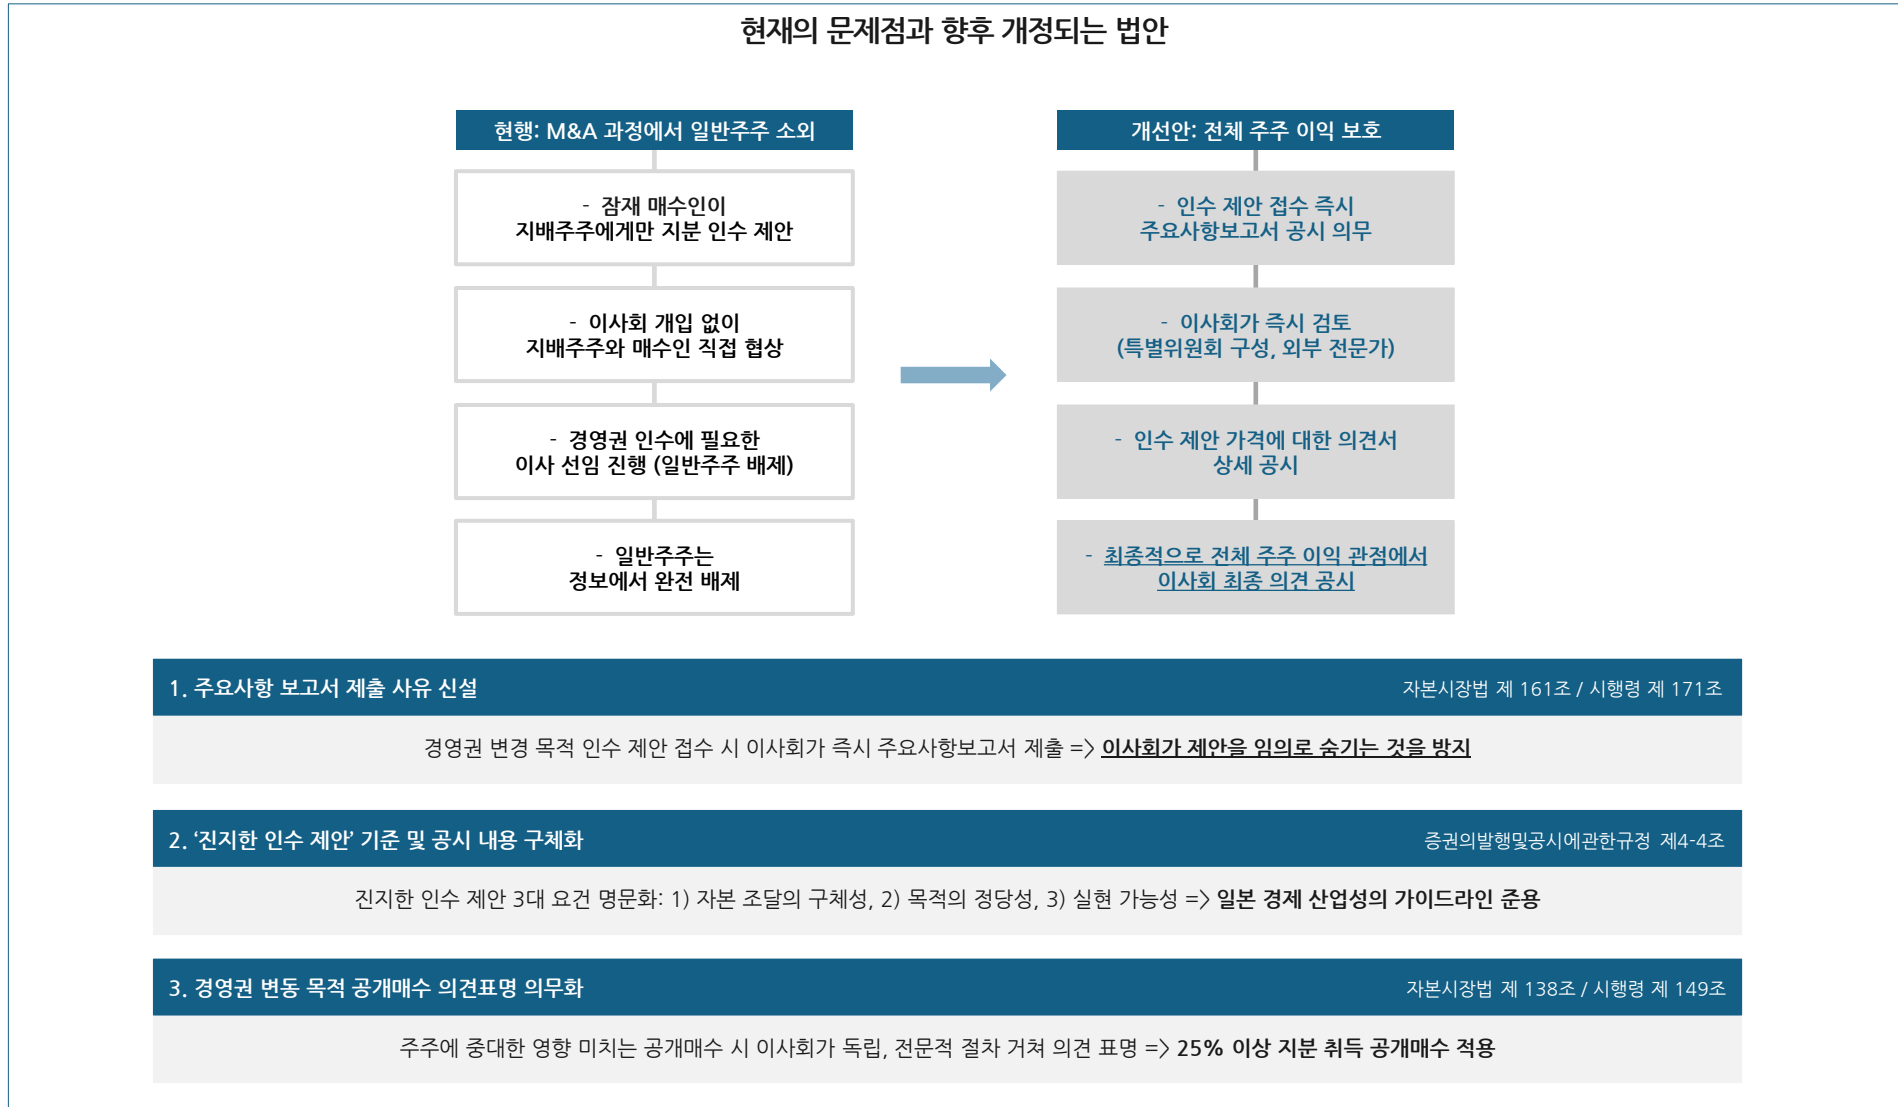 현재의 문제점과 향후 개정되는 법안
현행: M&A 과정에서 일반주주 소외
- 잠재 매수인이
지배주주에게만 지분 인수 제안
- 이사회 개입 없이
지배주주와 매수인 직접 협상
- 경영권 인수에 필요한
이사 선임 진행 (일반주주 배제)
- 일반주주는
정보에서 완전 배제
개선안: 전체 주주 이익 보호
- 인수 제안 접수 즉시
주요사항보고서 공시 의무
- 이사회가 즉시 검토
(특별위원회 구성, 외부 전문가)
- 인수 제안 가격에 대한 의견서
상세 공시
- 최종적으로 전체 주주 이익 관점에서
이사회 최종 의견 공시
1. 주요사항 보고서 제출 사유 신설 자본시장법 제 161조 / 시행령 제 171조
경영권 변경 목적 인수 제안 접수 시 이사회가 즉시 주요사항보고서 제출 => 이사회가 제안을 임의로 숨기는 것을 방지
2. ‘진지한 인수 제안’ 기준 및 공시 내용 구체화 증권의발행및공시에관한규정 제4-4조
진지한 인수 제안 3대 요건 명문화: 1) 자본 조달의 구체성, 2) 목적의 정당성, 3) 실현 가능성 => 일본 경제 산업성의 가이드라인 준용
3. 경영권 변동 목적 공개매수 의견표명 의무화 자본시장법 제 138조 / 시행령 제 149조
주주에 중대한 영향 미치는 공개매수 시 이사회가 독립, 전문적 절차 거쳐 의견 표명 => 25% 이상 지분 취득 공개매수 적용